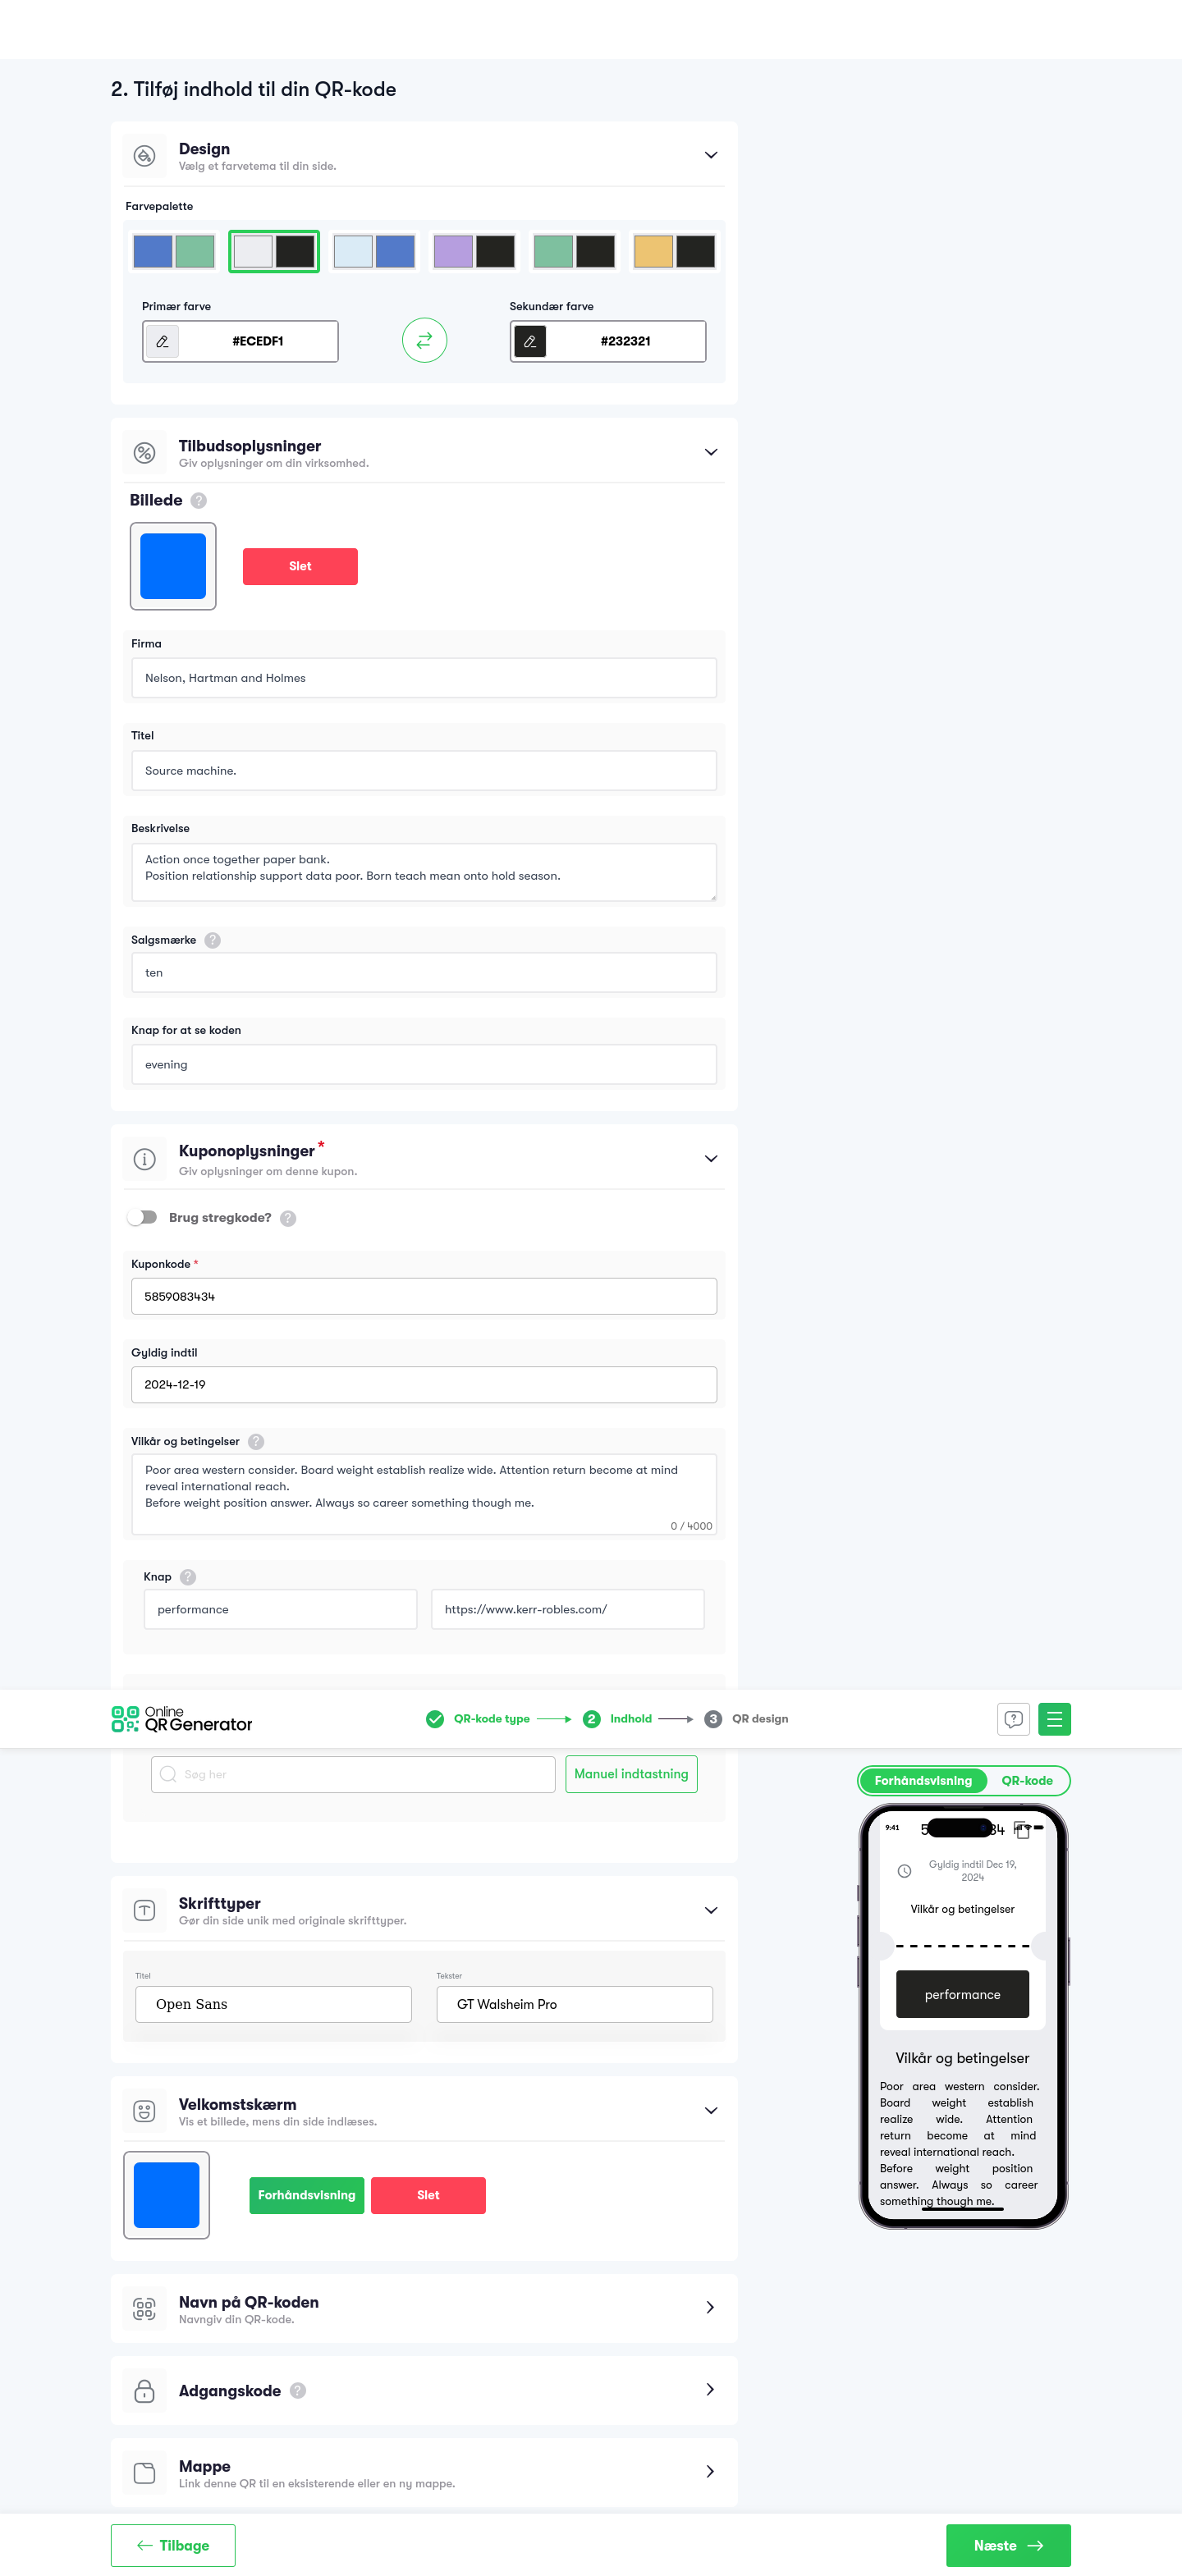 2. Tilføj indhold til din QR-kode
Design
Vælg et farvetema til din side.
Farvepalette
Primær farve
#ECEDF1
Sekundær farve
#232321
Tilbudsoplysninger
Giv oplysninger om din virksomhed.
Billede ?
Slet
Firma
Nelson, Hartman and Holmes
Titel
Source machine.
Beskrivelse
Action once together paper bank.
Position relationship support data poor. Born teach mean onto hold season.
Salgsmærke ?
ten
Knap for at se koden
evening
Kuponoplysninger *
Giv oplysninger om denne kupon.
Brug stregkode? ?
Kuponkode *
5859083434
Gyldig indtil
2024-12-19
Vilkår og betingelser ?
Poor area western consider. Board weight establish realize wide. Attention return become at mind
reveal international reach.
Before weight position answer. Always so career something though me.
0 / 4000
Knap ?
performance
https://www.kerr-robles.com/
Online
QR Generator
QR-kode type
2 Indhold
3 QR design
Søg her
Manuel indtastning
Forhåndsvisning
QR-kode
9:41
Gyldig indtil Dec 19,
2024
Vilkår og betingelser
performance
Vilkår og betingelser
Poor area western consider.
Board weight establish
realize wide. Attention
return become at mind
reveal international reach.
Before weight position
answer. Always so career
something though me.
Skrifttyper
Gør din side unik med originale skrifttyper.
Titel
Open Sans
Tekster
GT Walsheim Pro
Velkomstskærm
Vis et billede, mens din side indlæses.
Forhåndsvisning
Slet
Navn på QR-koden
Navngiv din QR-kode.
Adgangskode ?
Mappe
Link denne QR til en eksisterende eller en ny mappe.
Tilbage
Næste